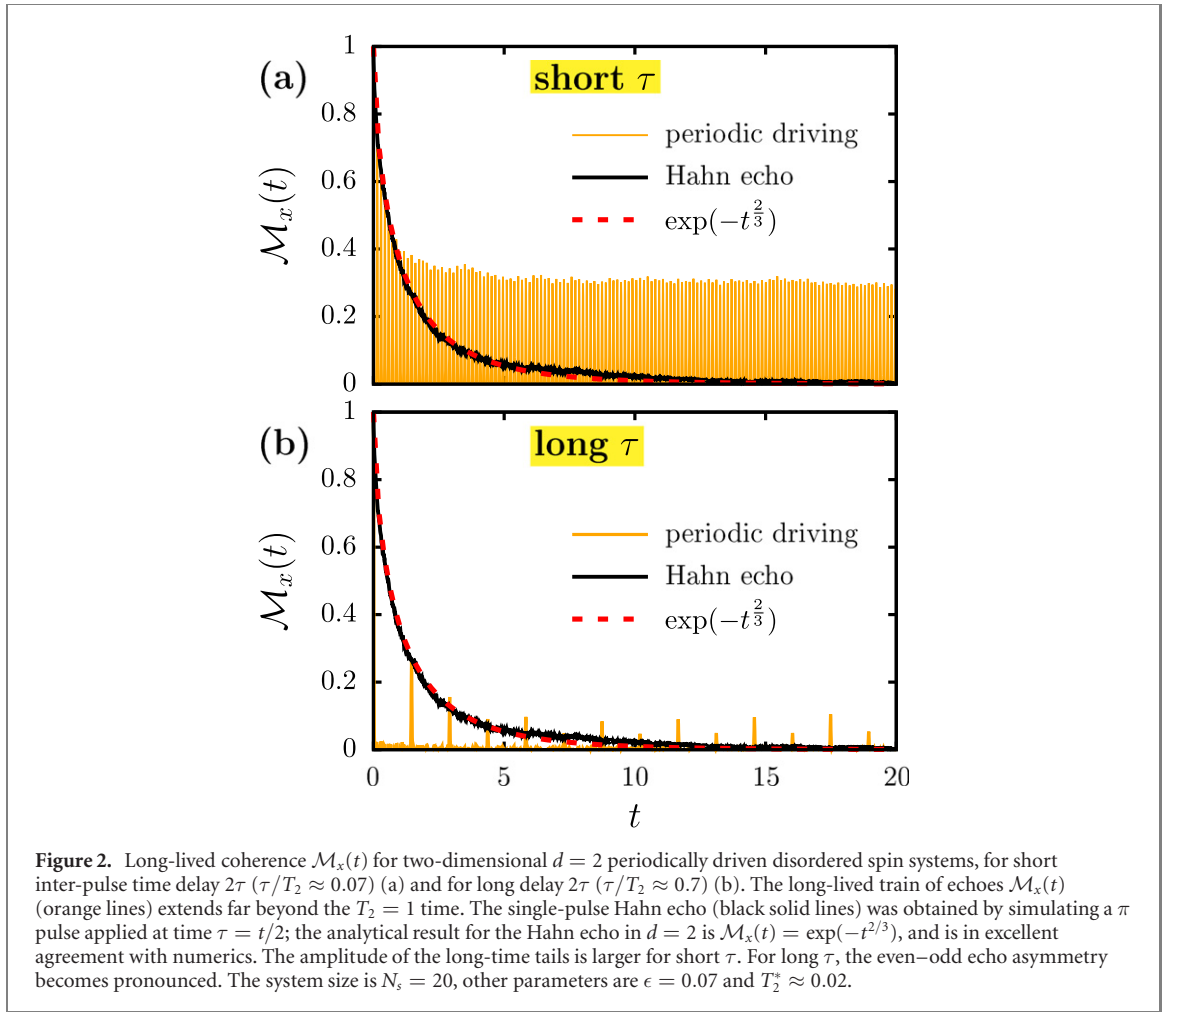 1
(a)
short τ
0.8
periodic driving
Hahn echo
exp(−t^{2/3})
0.6
ℳₓ(t)
0.4
0.2
0
1
(b)
long τ
0.8
periodic driving
Hahn echo
exp(−t^{2/3})
0.6
ℳₓ(t)
0.4
0.2
0
0 5 10 15 20
t
Figure 2. Long-lived coherence ℳₓ(t) for two-dimensional d = 2 periodically driven disordered spin systems, for short
inter-pulse time delay 2τ (τ/T₂ ≈ 0.07) (a) and for long delay 2τ (τ/T₂ ≈ 0.7) (b). The long-lived train of echoes ℳₓ(t)
(orange lines) extends far beyond the T₂ = 1 time. The single-pulse Hahn echo (black solid lines) was obtained by simulating a π
pulse applied at time τ = t/2; the analytical result for the Hahn echo in d = 2 is ℳₓ(t) = exp(−t^{2/3}), and is in excellent
agreement with numerics. The amplitude of the long-time tails is larger for short τ. For long τ, the even−odd echo asymmetry
becomes pronounced. The system size is Nₛ = 20, other parameters are ϵ = 0.07 and T₂* ≈ 0.02.